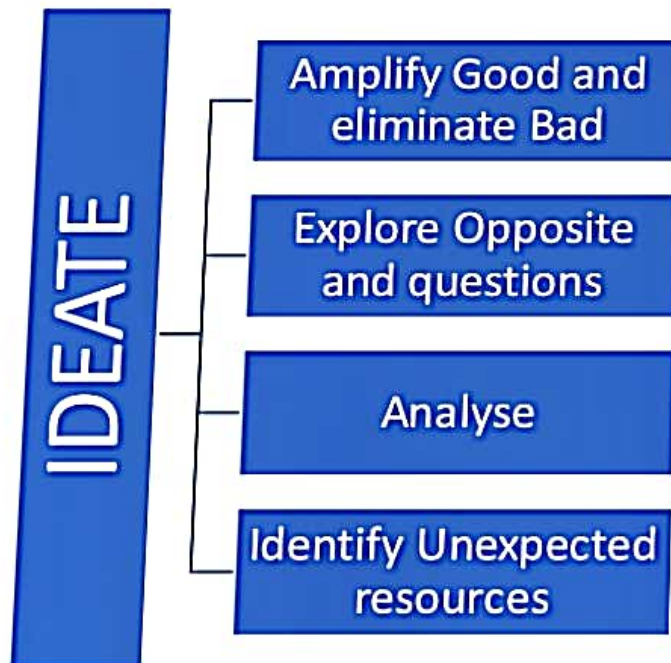 IDEATE
Amplify Good and
eliminate Bad
Explore Opposite
and questions
Analyse
Identify Unexpected
resources